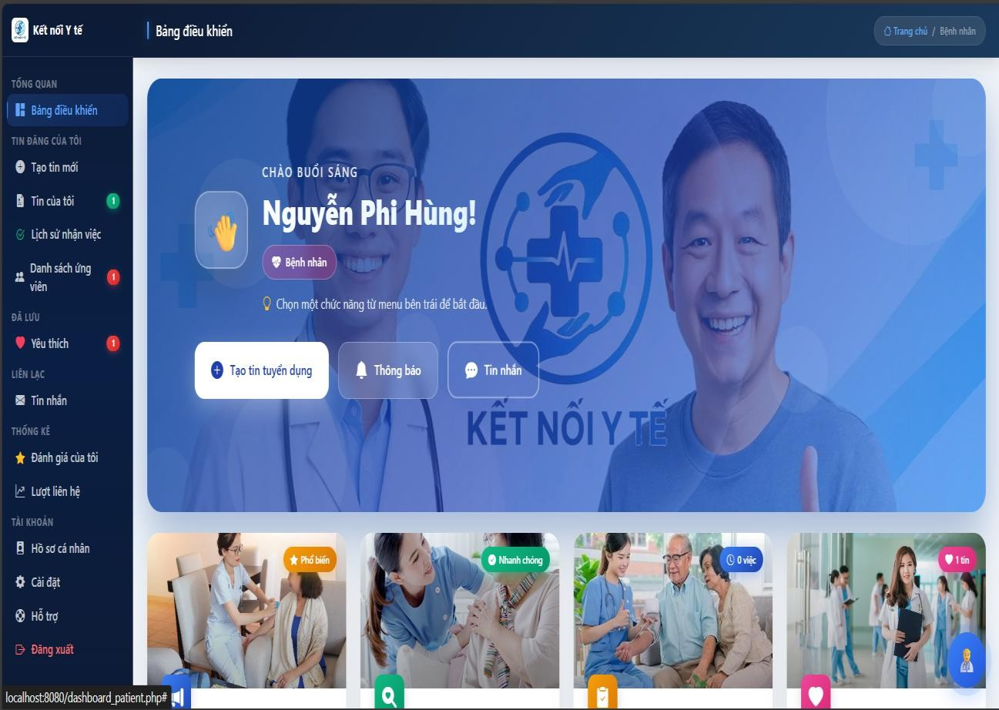 Kết nối Y tế
Bảng điều khiển
Trang chủ / Bệnh nhân
TỔNG QUAN
Bảng điều khiển
TIN ĐĂNG CỦA TÔI
Tạo tin mới
Tin của tôi 1
Lịch sử nhận việc
Danh sách ứng
viên 1
ĐÃ LƯU
Yêu thích 1
LIÊN LẠC
Tin nhắn
THỐNG KÊ
Đánh giá của tôi
Lượt liên hệ
TÀI KHOẢN
Hồ sơ cá nhân
Cài đặt
Hỗ trợ
Đăng xuất
localhost:8080/dashboard_patient.php#
CHÀO BUỔI SÁNG
Nguyễn Phi Hùng!
Bệnh nhân
Chọn một chức năng từ menu bên trái để bắt đầu.
Tạo tin tuyển dụng
Thông báo
Tin nhắn
KẾT NỐI Y TẾ
Phổ biến
Nhanh chóng
0 việc
1 tin